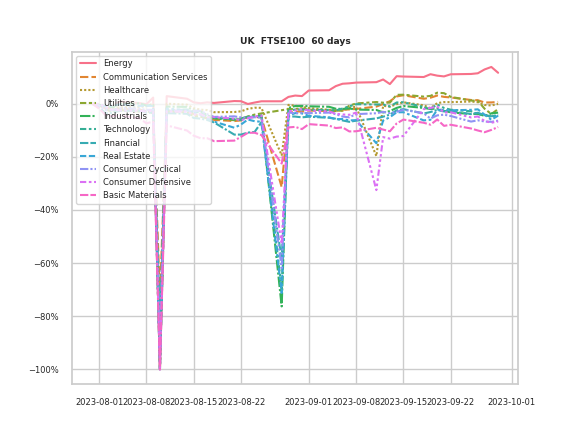 UK FTSE100 60 days
Energy
Communication Services
Healthcare
Utilities
Industrials
Technology
Financial
Real Estate
Consumer Cyclical
Consumer Defensive
Basic Materials
0%
−20%
−40%
−60%
−80%
−100%
2023-08-01 2023-08-08 2023-08-15 2023-08-22 2023-09-01 2023-09-08 2023-09-15 2023-09-22 2023-10-01